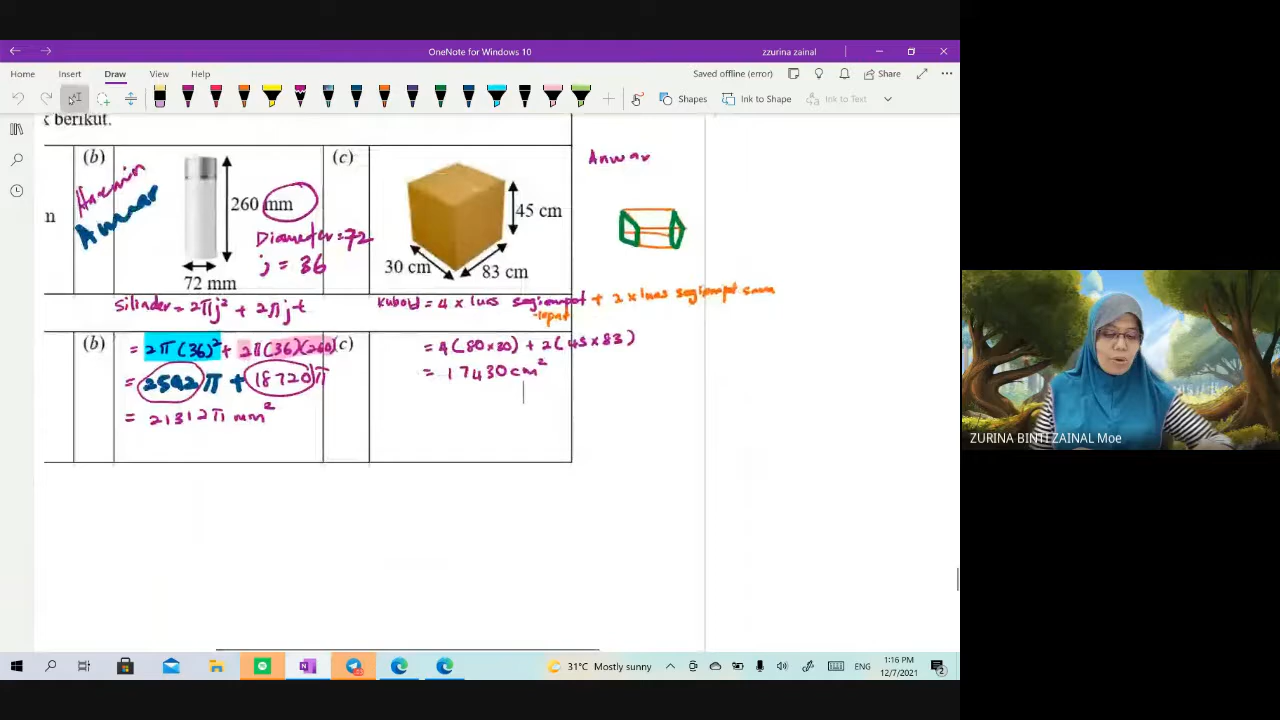 OneNote for Windows 10
zzurina zainal
Home Insert Draw View Help
Saved offline (error)
Share
Shapes
Ink to Shape
Ink to Text
k berikut.
(b)
Anwar
260 mm
Diameter = 72
j = 36
72 mm
(c)
45 cm
30 cm
83 cm
Anwar
n
silinder = 2πj² + 2πjt
kuboid = 4 × luas segiempat + 2 × luas segiempat sama
(b)
= 2π(36)² + 2π(36)(260)
= 2592π + 18720π
= 21312π mm²
(c)
= 4(80×30) + 2(45×83)
= 17430 cm²
ZURINA BINTI ZAINAL Moe
31°C Mostly sunny
ENG
1:16 PM
12/7/2021
2